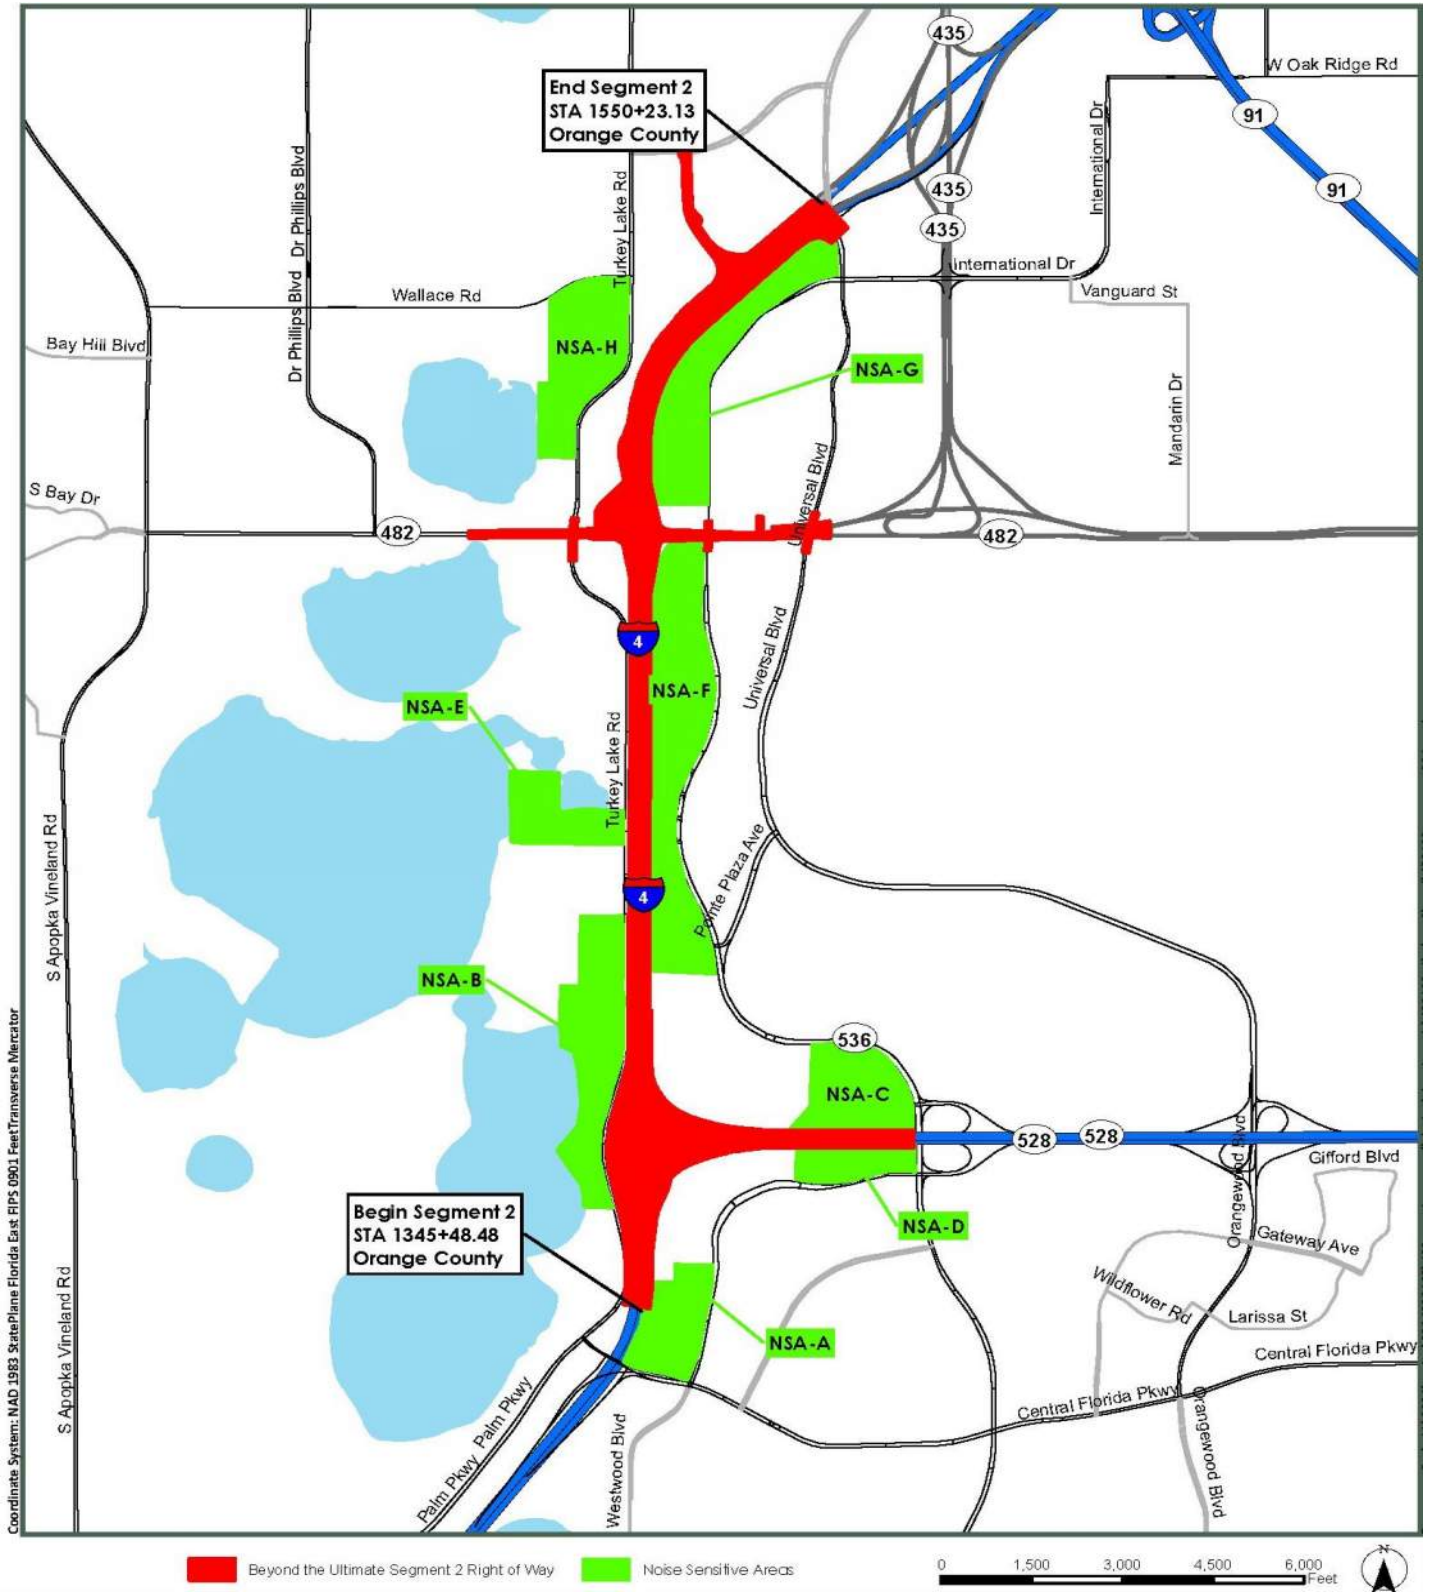 435
W Oak Ridge Rd
End Segment 2
STA 1550+23.13
Orange County
91
International Dr
Dr Phillips Blvd
Turkey Lake Rd
435
91
435
International Dr
Dr Phillips Blvd
Wallace Rd
Vanguard St
Bay Hill Blvd
NSA-H
NSA-G
Mandarin Dr
S Bay Dr
Universal Blvd
482
482
4
Universal Blvd
NSA-F
NSA-E
Turkey Lake Rd
S Apopka Vineland Rd
Pointe Plaza Ave
4
NSA-B
536
NSA-C
528
528
Orangewood Blvd
Gifford Blvd
Begin Segment 2
STA 1345+48.48
Orange County
NSA-D
Gateway Ave
Wildflower Rd
Larissa St
NSA-A
Central Florida Pkwy
S Apopka Vineland Rd
Palm Pkwy
Central Florida Pkwy
Westwood Blvd
Orangewood Blvd
Palm Pkwy
Coordinate System: NAD 1983 StatePlane Florida East FIPS 0901 Feet Transverse Mercator
Beyond the Ultimate Segment 2 Right of Way
Noise Sensitive Areas
0 1,500 3,000 4,500 6,000
Feet
N